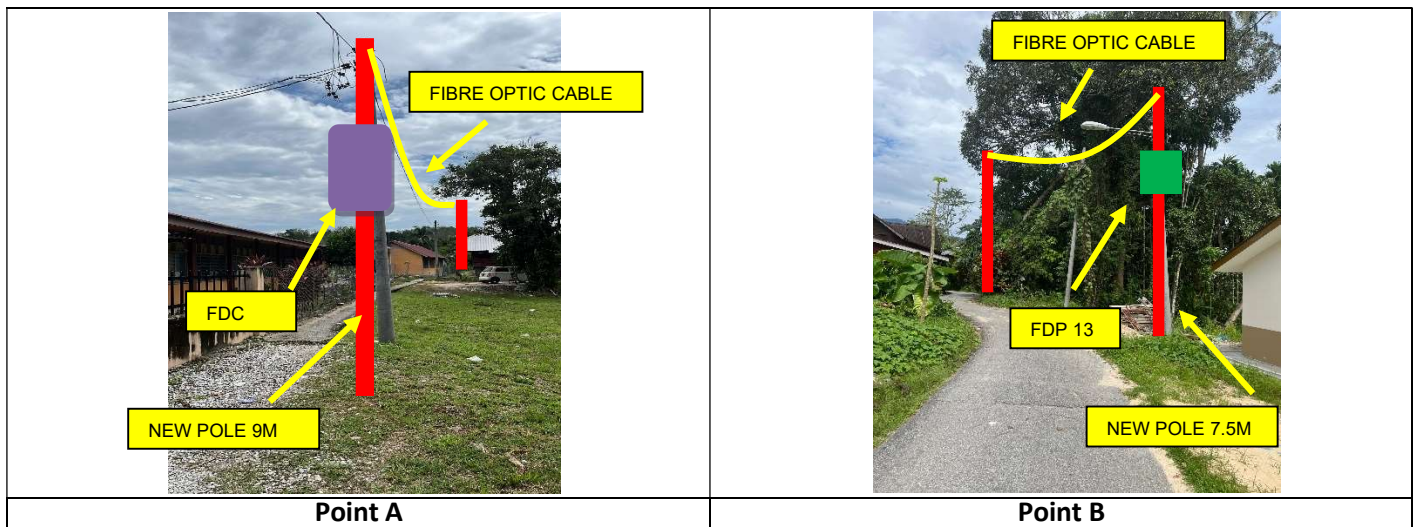 FIBRE OPTIC CABLE
FDC
NEW POLE 9M
Point A
FIBRE OPTIC CABLE
FDP 13
NEW POLE 7.5M
Point B